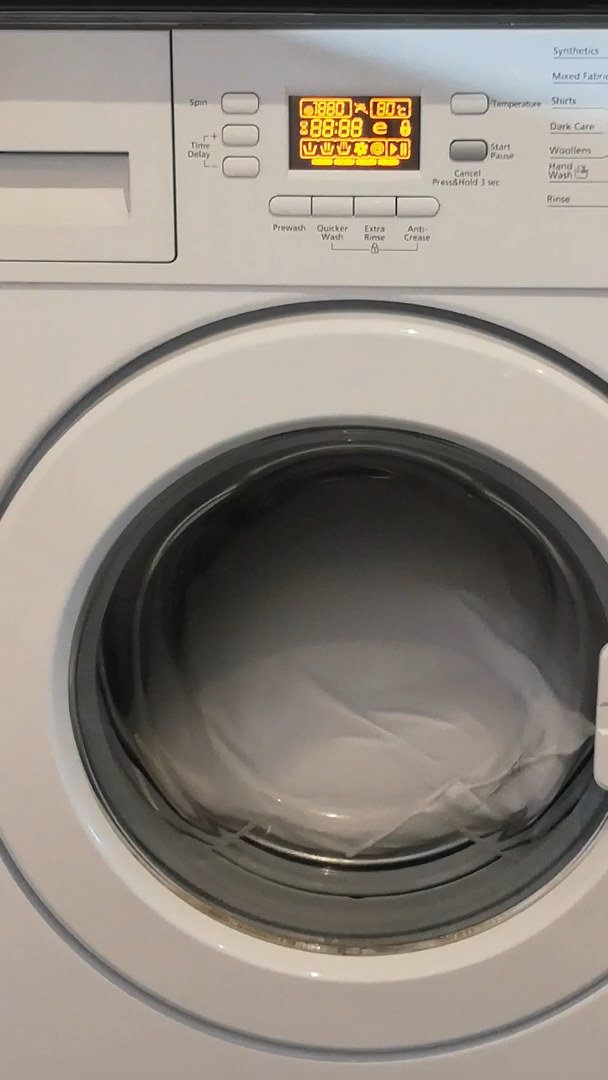 Synthetics
Mixed Fabric
Shirts
Dark Care
Woollens
Hand
Wash
Rinse
Spin
+
Time
Delay
-
1880 80°c
88:88 e
Temperature
Start
Pause
Cancel
Press&Hold 3 sec.
Prewash
Quicker
Wash
Extra
Rinse
Anti-
Crease